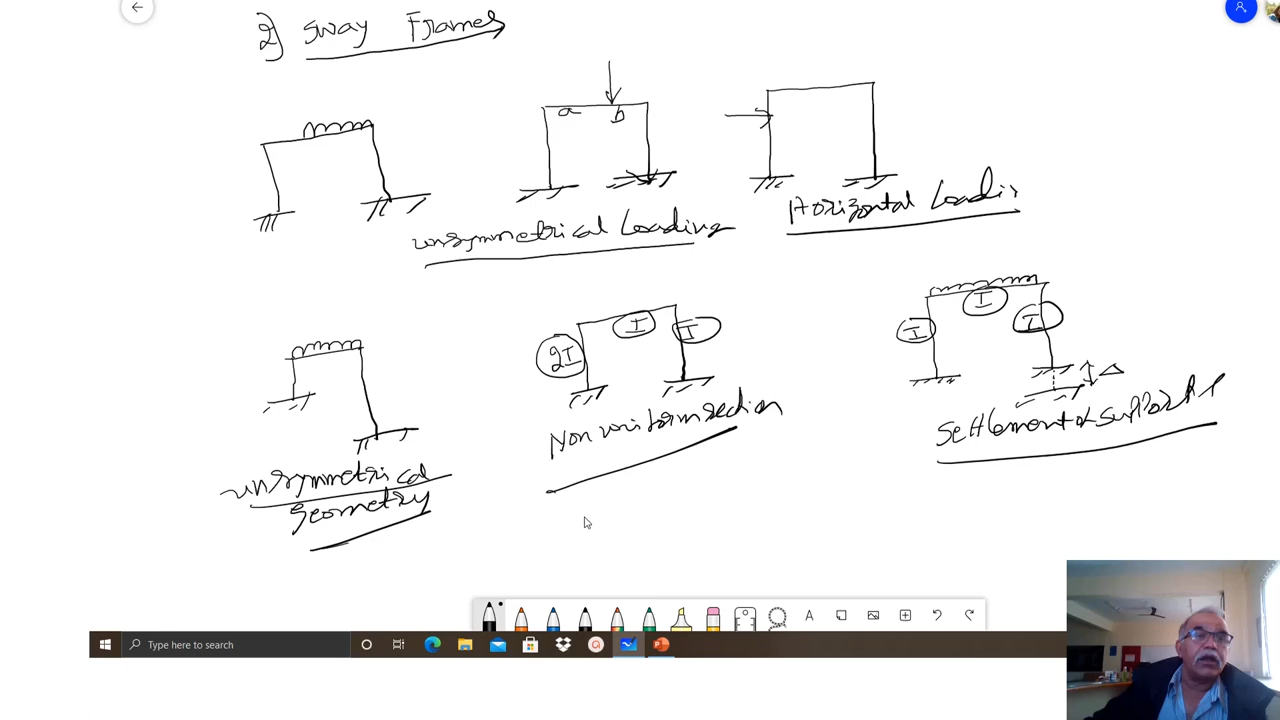 2) Sway Frames
a b
unsymmetrical Loading
Horizontal Loadin
I
I I
2I I I
Δ
Non uniform section
Settlement of Support
unsymmetrical
Geometry
A
Type here to search